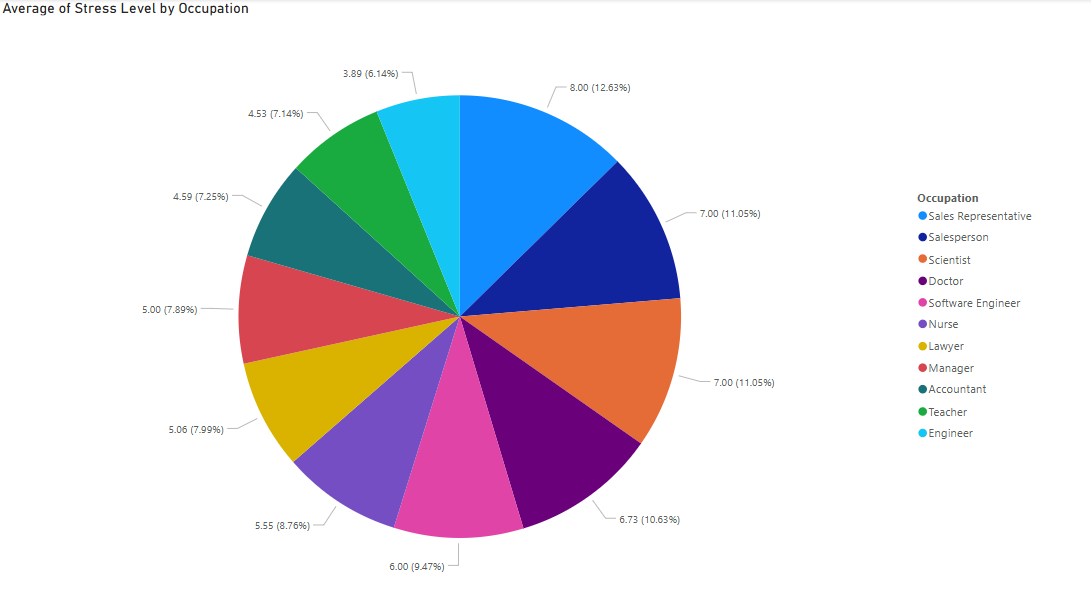 Average of Stress Level by Occupation
8.00 (12.63%)
7.00 (11.05%)
7.00 (11.05%)
6.73 (10.63%)
6.00 (9.47%)
5.55 (8.76%)
5.06 (7.99%)
5.00 (7.89%)
4.59 (7.25%)
4.53 (7.14%)
3.89 (6.14%)
Occupation
Sales Representative
Salesperson
Scientist
Doctor
Software Engineer
Nurse
Lawyer
Manager
Accountant
Teacher
Engineer